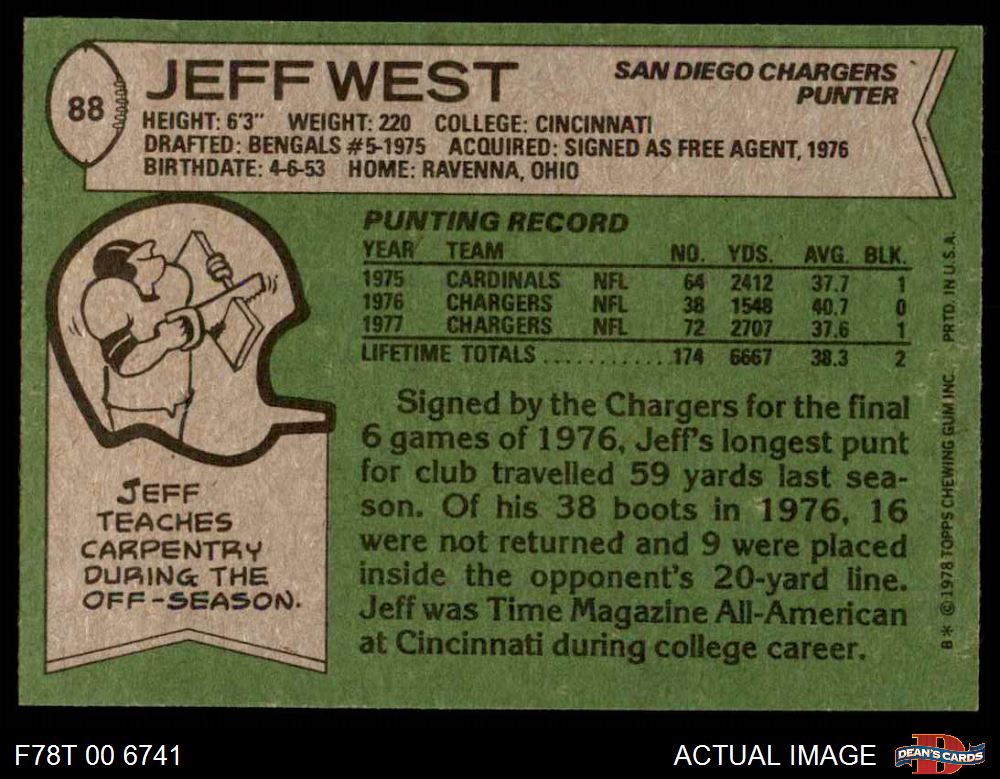 88
JEFF WEST
SAN DIEGO CHARGERS
PUNTER
HEIGHT: 6'3" WEIGHT: 220 COLLEGE: CINCINNATI
DRAFTED: BENGALS #5-1975 ACQUIRED: SIGNED AS FREE AGENT, 1976
BIRTHDATE: 4-6-53 HOME: RAVENNA, OHIO
PUNTING RECORD
YEAR TEAM NO. YDS. AVG. BLK.
1975 CARDINALS NFL 64 2412 37.7 1
1976 CHARGERS NFL 38 1548 40.7 0
1977 CHARGERS NFL 72 2707 37.6 1
LIFETIME TOTALS............174 6667 38.3 2
Signed by the Chargers for the final
6 games of 1976, Jeff's longest punt
for club travelled 59 yards last sea-
son. Of his 38 boots in 1976, 16
were not returned and 9 were placed
inside the opponent's 20-yard line.
Jeff was Time Magazine All-American
at Cincinnati during college career.
JEFF
TEACHES
CARPENTRY
DURING THE
OFF-SEASON.
B* © 1978 TOPPS CHEWING GUM INC. PRTD. IN U.S.A.
F78T 00 6741
ACTUAL IMAGE
D
DEAN'S CARDS